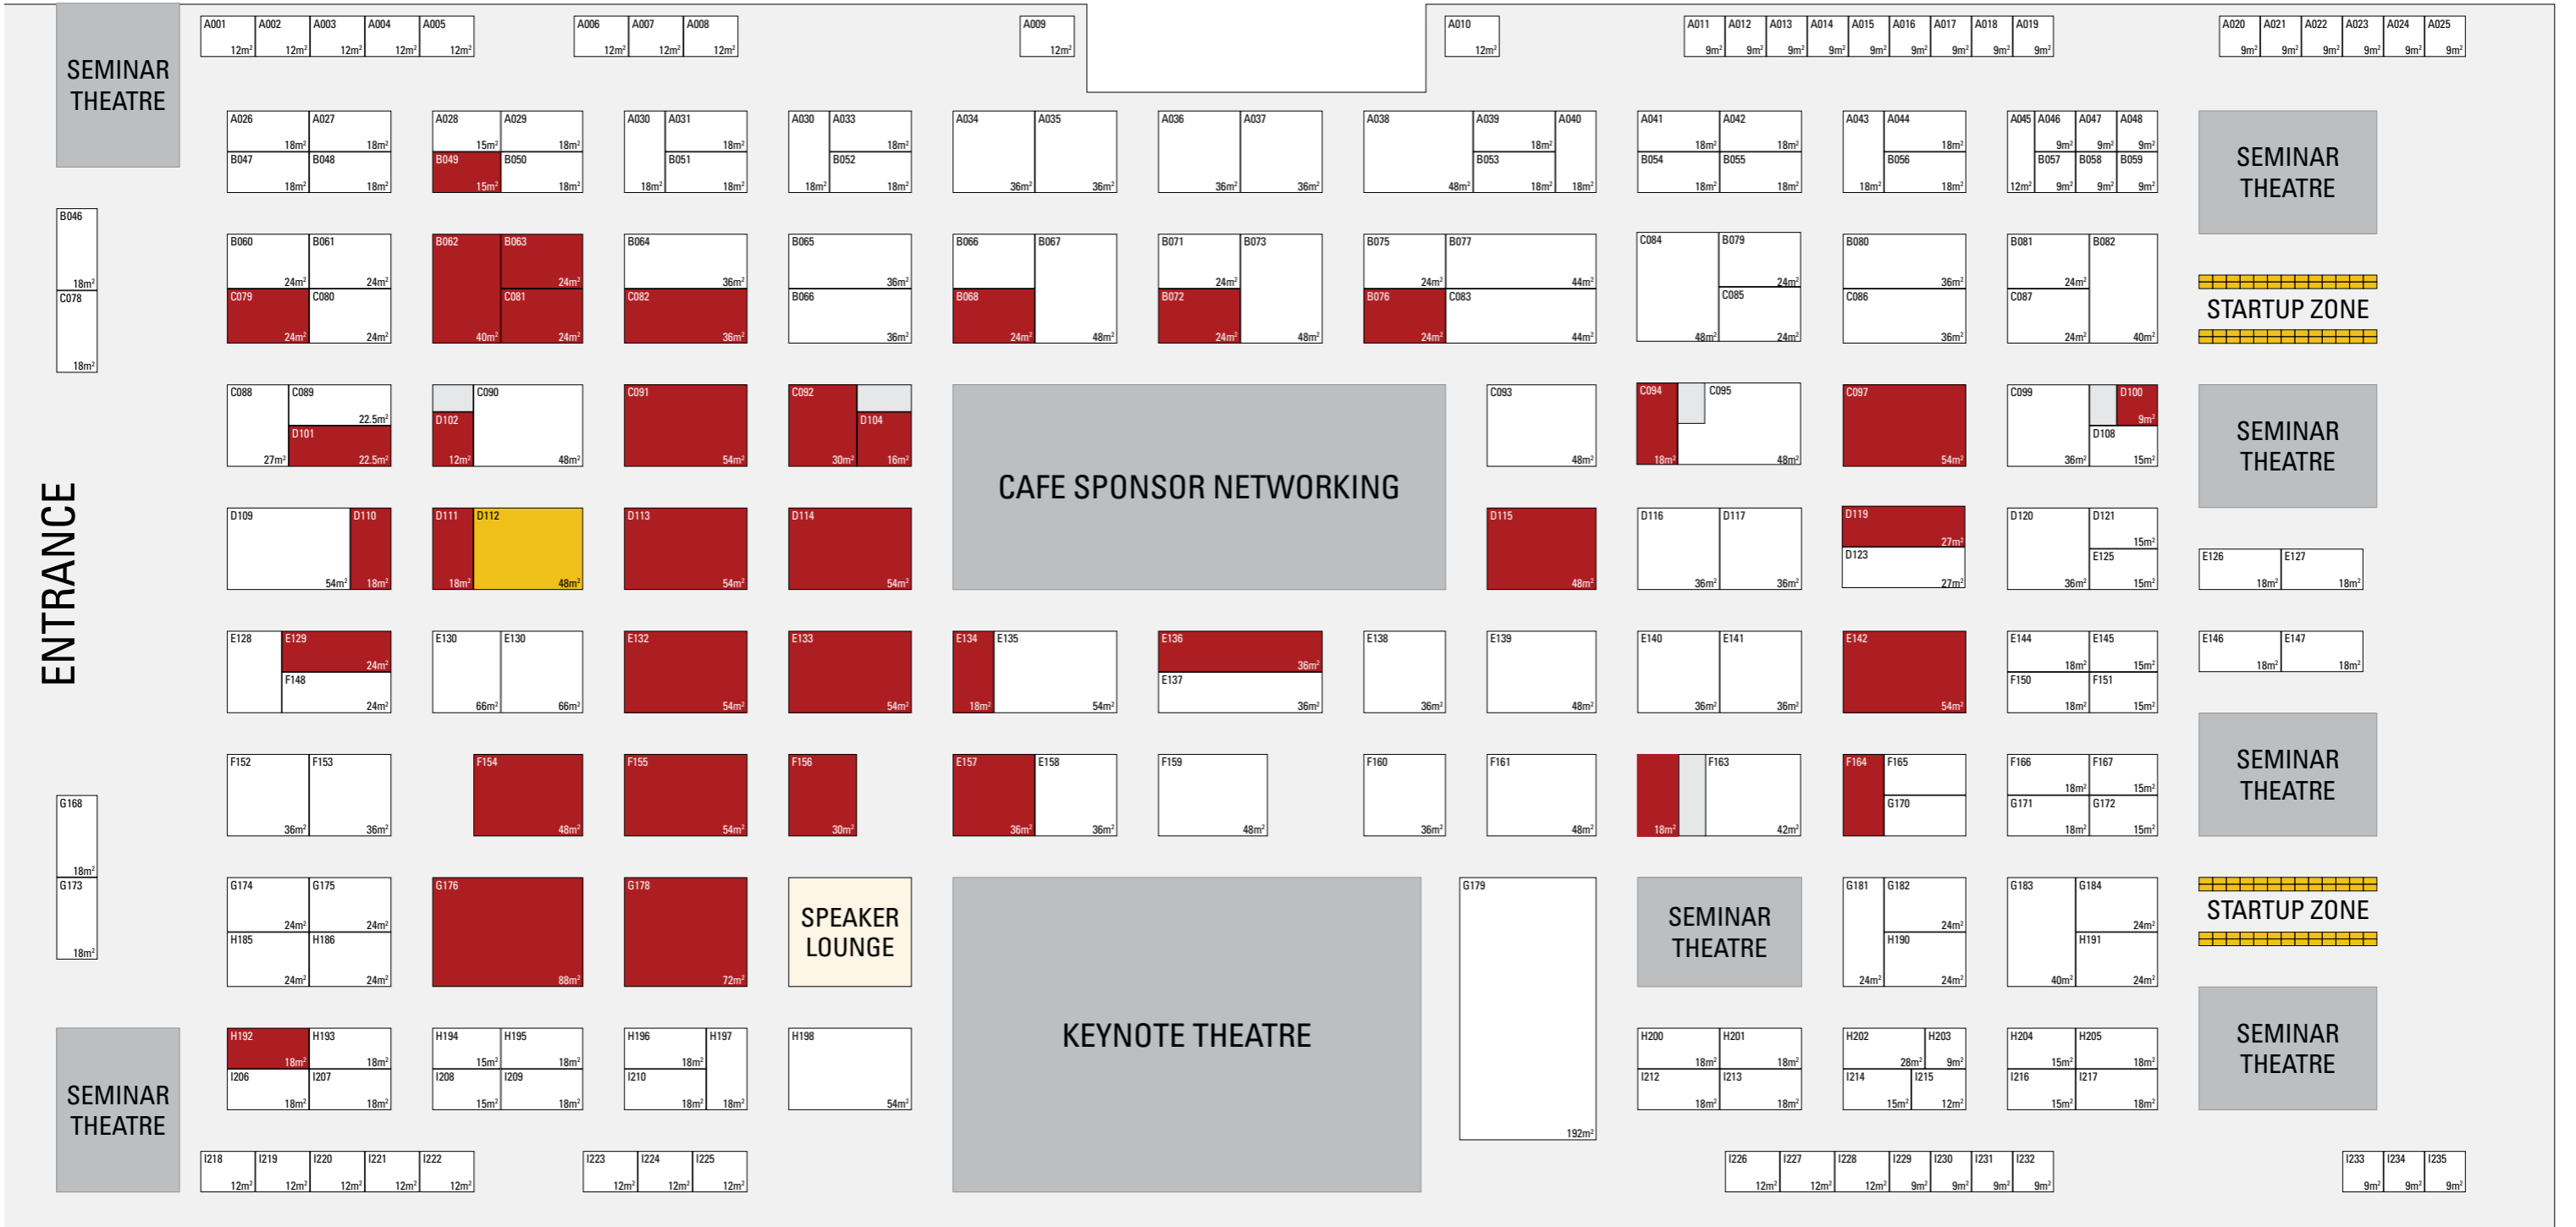 A001 A002 A003 A004 A005 A006 A007 A008 A009 A010 A011 A012 A013 A014 A015 A016 A017 A018 A019 A020 A021 A022 A023 A024 A025
12m² 12m² 12m² 12m² 12m² 12m² 12m² 12m² 12m² 12m² 9m² 9m² 9m² 9m² 9m² 9m² 9m² 9m² 9m² 9m² 9m² 9m² 9m² 9m² 9m²
SEMINAR
THEATRE
A026 A027 A028 A029 A030 A031 A030 A033 A034 A035 A036 A037 A038 A039 A040 A041 A042 A043 A044 A045 A046 A047 A048
18m² 18m² 15m² 18m² 18m² 18m² 18m² 18m² 18m² 18m² 9m² 9m² 9m²
B047 B048 B049 B050 B051 B052 B053 B054 B055 B056 B057 B058 B059
18m² 18m² 15m² 18m² 18m² 18m² 18m² 18m² 36m² 36m² 36m² 36m² 48m² 18m² 18m² 18m² 18m² 18m² 18m² 12m² 9m² 9m² 9m²
SEMINAR
THEATRE
B046
18m²
C078
18m²
B060 B061 B062 B063 B064 B065 B066 B067 B071 B073 B075 B077 C084 B079 B080 B081 B082
24m² 24m² 24m² 36m² 36m² 24m² 24m² 44m² 24m² 36m² 24m²
C079 C080 C081 C082 B066 B068 B072 B076 C083 C085 C086 C087
24m² 24m² 40m² 24m² 36m² 36m² 24m² 48m² 24m² 48m² 24m² 44m² 48m² 24m² 36m² 24m² 40m²
STARTUP ZONE
C088 C089 C090 C091 C092 C093 C094 C095 C097 C099 D100
22.5m² 9m²
D101 D102 D104 D108
27m² 22.5m² 12m² 48m² 54m² 30m² 16m² 48m² 18m² 48m² 54m² 36m² 15m²
SEMINAR
THEATRE
CAFE SPONSOR NETWORKING
ENTRANCE
D109 D110 D111 D112 D113 D114 D115 D116 D117 D119 D120 D121
27m² 15m²
D123 E125
54m² 18m² 18m² 48m² 54m² 54m² 48m² 36m² 36m² 27m² 36m² 15m²
E126 E127
18m² 18m²
E128 E129 E130 E130 E132 E133 E134 E135 E136 E138 E139 E140 E141 E142 E144 E145 E146 E147
24m² 36m² 18m² 15m² 18m² 18m²
F148 E137 F150 F151
24m² 66m² 66m² 54m² 54m² 18m² 54m² 36m² 36m² 48m² 36m² 36m² 54m² 18m² 15m²
F152 F153 F154 F155 F156 E157 E158 F159 F160 F161 F163 F164 F165 F166 F167
18m² 15m²
G170 G171 G172
36m² 36m² 48m² 54m² 30m² 36m² 36m² 48m² 36m² 48m² 18m² 42m² 18m² 15m²
SEMINAR
THEATRE
G168
18m²
G173
18m²
G174 G175 G176 G178 G179 G181 G182 G183 G184
24m² 24m² 24m² 24m²
H185 H186 H190 H191
24m² 24m² 88m² 72m² 24m² 24m² 40m² 24m²
SPEAKER
LOUNGE
SEMINAR
THEATRE
STARTUP ZONE
KEYNOTE THEATRE
192m²
H192 H193 H194 H195 H196 H197 H198 H200 H201 H202 H203 H204 H205
18m² 18m² 15m² 18m² 18m² 18m² 18m² 28m² 9m² 15m² 18m²
I206 I207 I208 I209 I210 I212 I213 I214 I215 I216 I217
18m² 18m² 15m² 18m² 18m² 18m² 54m² 18m² 18m² 15m² 12m² 15m² 18m²
SEMINAR
THEATRE
SEMINAR
THEATRE
I218 I219 I220 I221 I222 I223 I224 I225 I226 I227 I228 I229 I230 I231 I232 I233 I234 I235
12m² 12m² 12m² 12m² 12m² 12m² 12m² 12m² 12m² 12m² 12m² 9m² 9m² 9m² 9m² 9m² 9m² 9m²